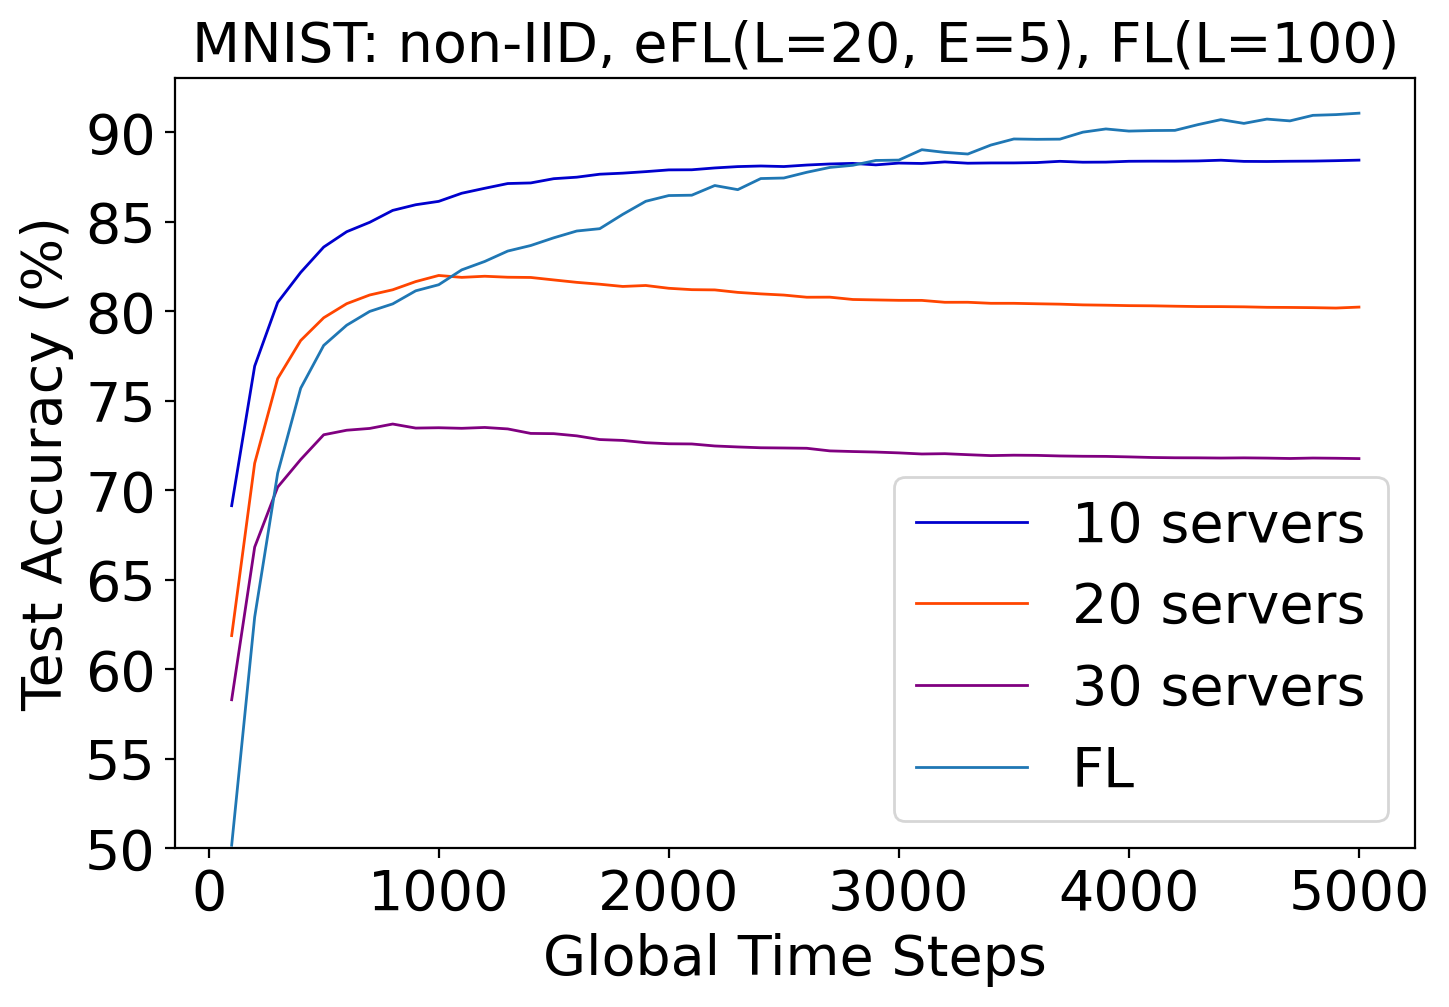 MNIST: non-IID, eFL(L=20, E=5), FL(L=100)
Test Accuracy (%)
90
85
80
75
70
65
60
55
50
10 servers
20 servers
30 servers
FL
0 1000 2000 3000 4000 5000
Global Time Steps